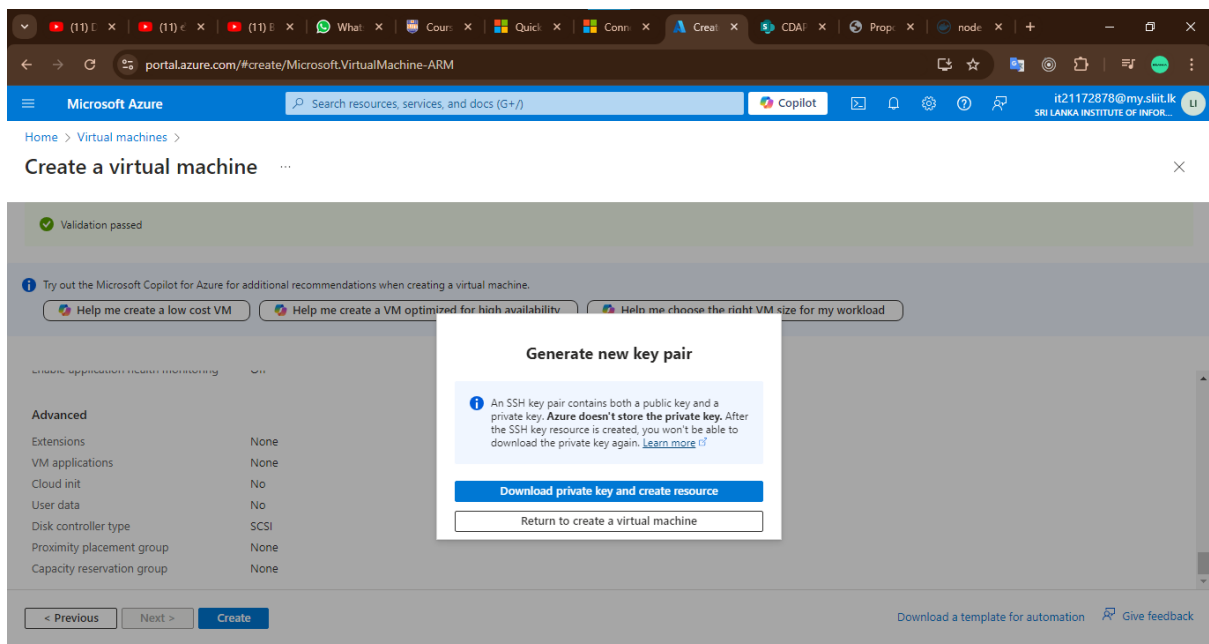 (11) E
(11) e
(11) B
What
Cours
Quick
Conn
Creat
CDAP
Propo
node
portal.azure.com/#create/Microsoft.VirtualMachine-ARM
Microsoft Azure
Search resources, services, and docs (G+/)
Copilot
it21172878@my.sliit.lk
SRI LANKA INSTITUTE OF INFOR...
LI
Home > Virtual machines >
Create a virtual machine ...
Validation passed
Try out the Microsoft Copilot for Azure for additional recommendations when creating a virtual machine.
Help me create a low cost VM
Help me create a VM optimized for high availability
Help me choose the right VM size for my workload
Generate new key pair
An SSH key pair contains both a public key and a
private key. Azure doesn't store the private key. After
the SSH key resource is created, you won't be able to
download the private key again. Learn more
Download private key and create resource
Return to create a virtual machine
Enable application health monitoring Off
Advanced
Extensions None
VM applications None
Cloud init No
User data No
Disk controller type SCSI
Proximity placement group None
Capacity reservation group None
< Previous
Next >
Create
Download a template for automation
Give feedback